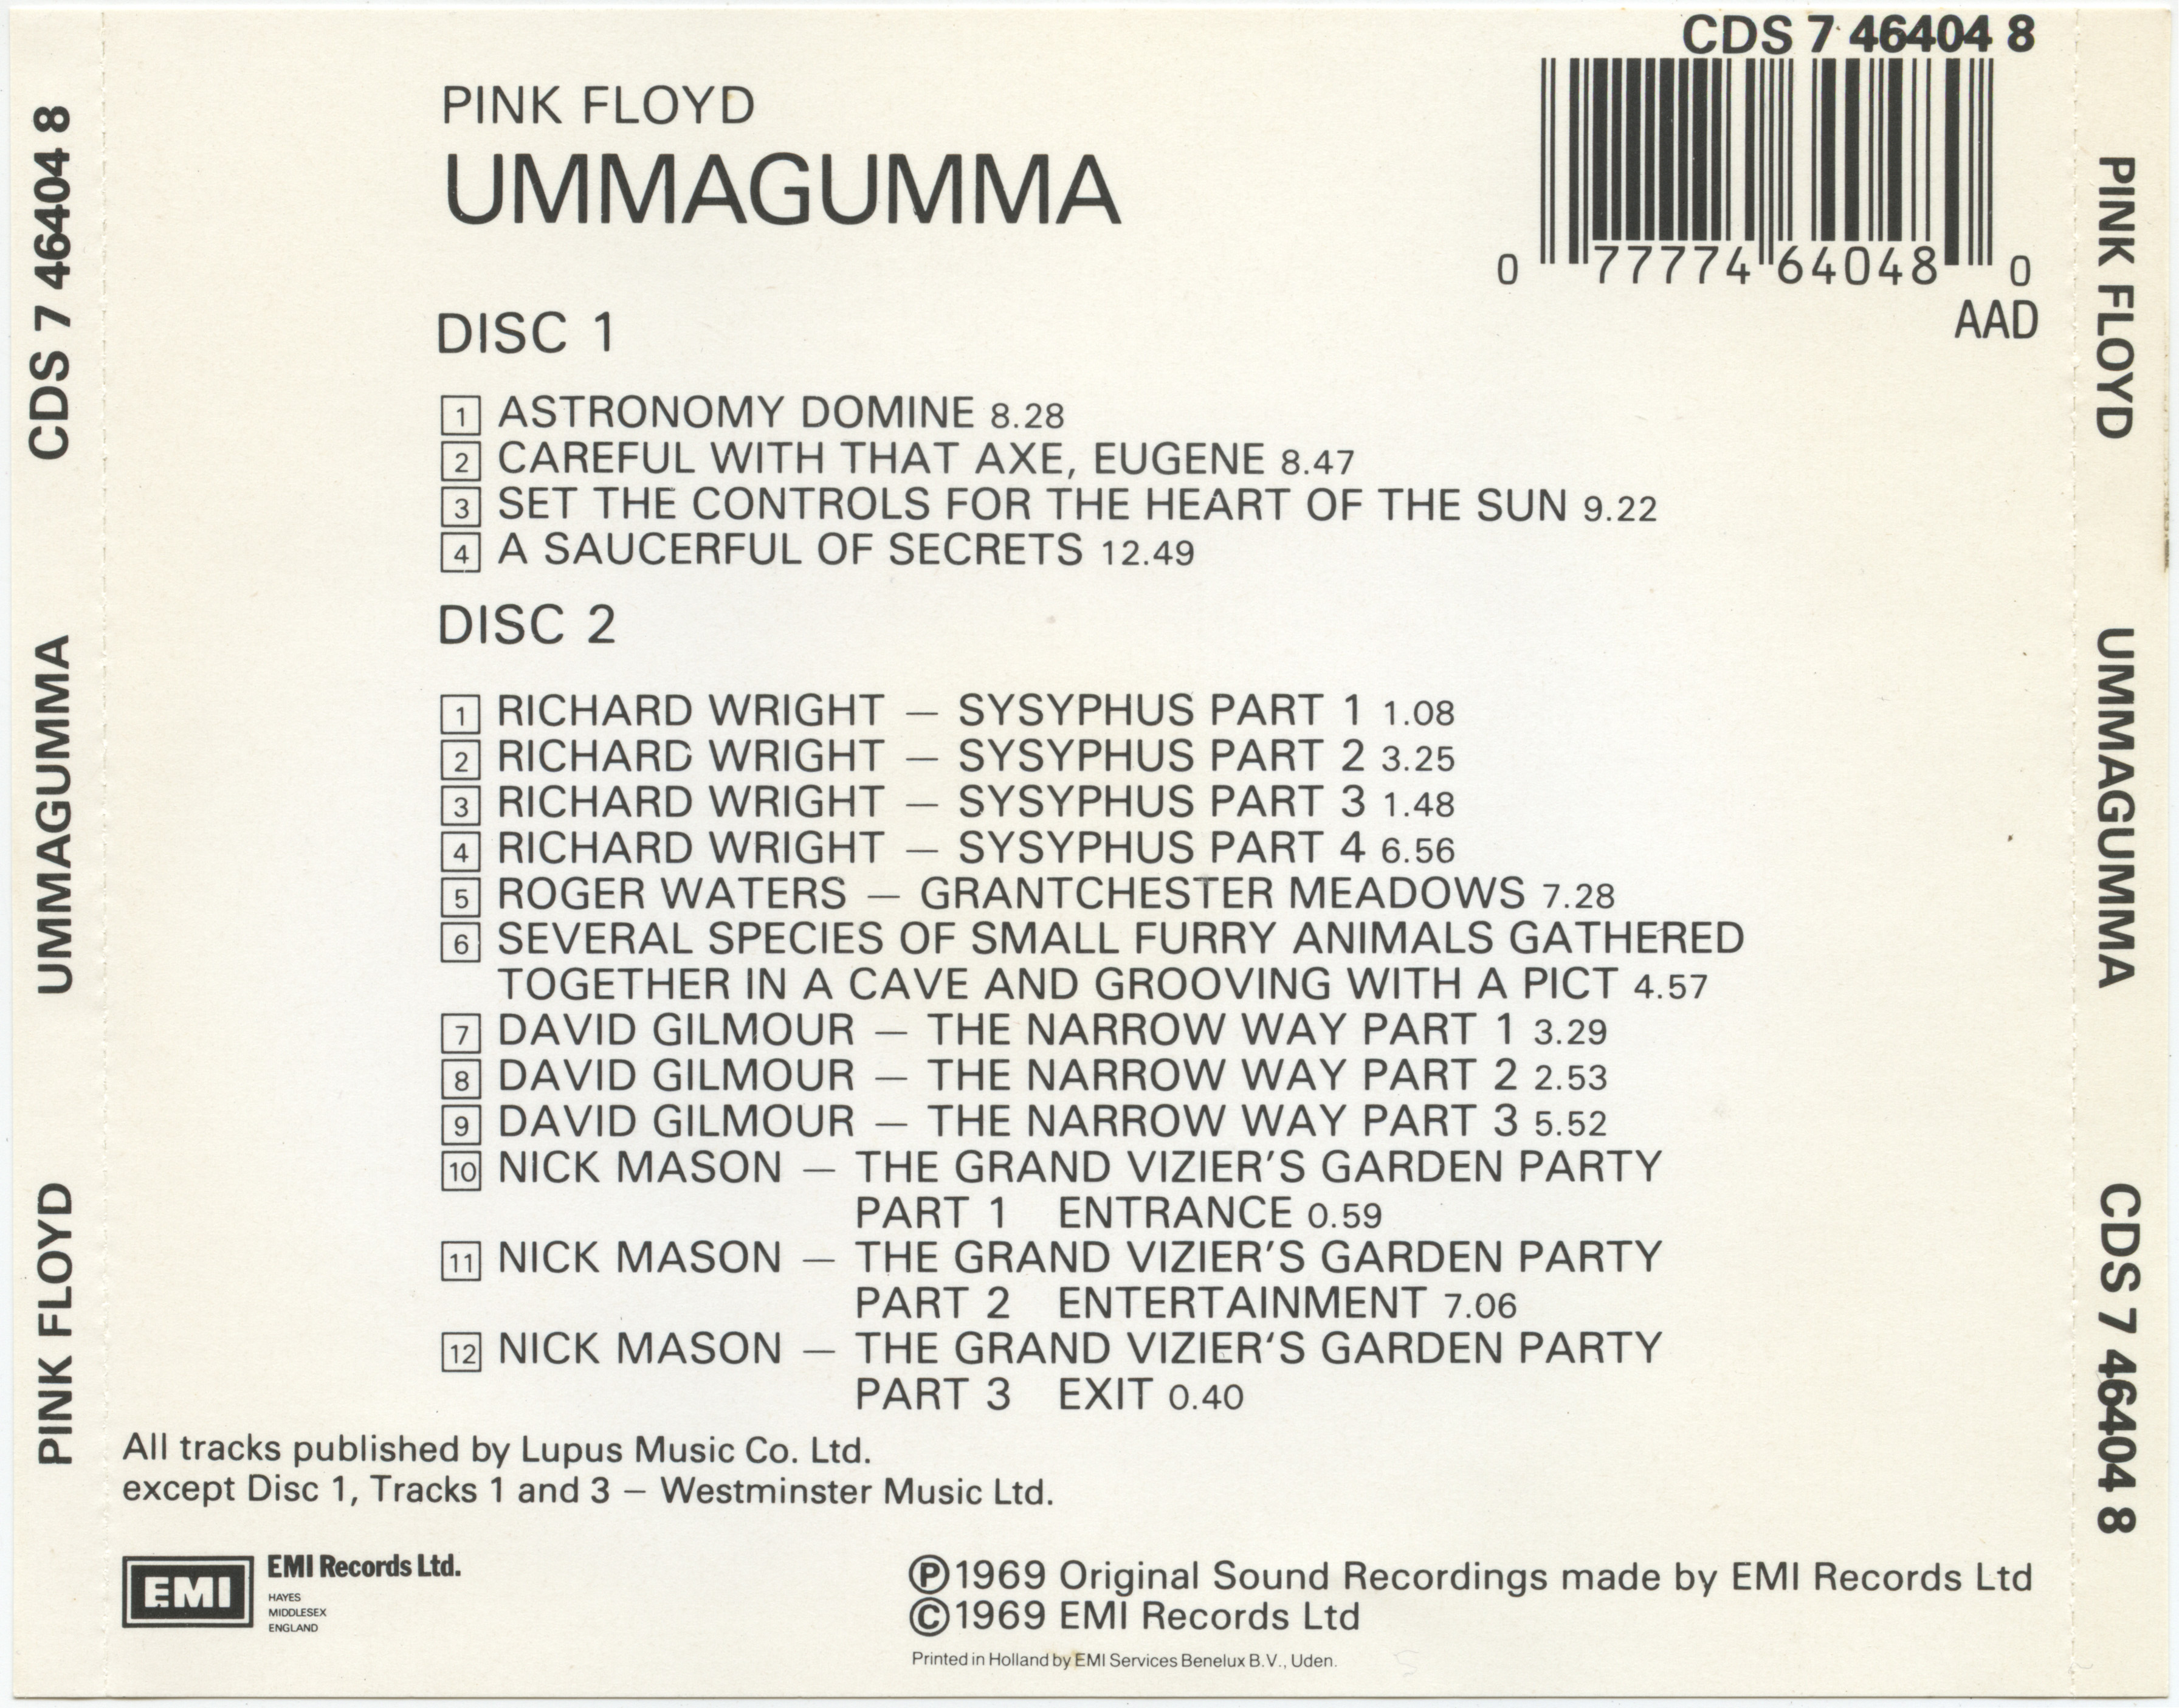 CDS 7 46404 8
PINK FLOYD
UMMAGUMMA
0 77774 64048 0
AAD
DISC 1
1 ASTRONOMY DOMINE 8.28
2 CAREFUL WITH THAT AXE, EUGENE 8.47
3 SET THE CONTROLS FOR THE HEART OF THE SUN 9.22
4 A SAUCERFUL OF SECRETS 12.49
DISC 2
1 RICHARD WRIGHT — SYSYPHUS PART 1 1.08
2 RICHARD WRIGHT — SYSYPHUS PART 2 3.25
3 RICHARD WRIGHT — SYSYPHUS PART 3 1.48
4 RICHARD WRIGHT — SYSYPHUS PART 4 6.56
5 ROGER WATERS — GRANTCHESTER MEADOWS 7.28
6 SEVERAL SPECIES OF SMALL FURRY ANIMALS GATHERED
TOGETHER IN A CAVE AND GROOVING WITH A PICT 4.57
7 DAVID GILMOUR — THE NARROW WAY PART 1 3.29
8 DAVID GILMOUR — THE NARROW WAY PART 2 2.53
9 DAVID GILMOUR — THE NARROW WAY PART 3 5.52
10 NICK MASON — THE GRAND VIZIER'S GARDEN PARTY
PART 1 ENTRANCE 0.59
11 NICK MASON — THE GRAND VIZIER'S GARDEN PARTY
PART 2 ENTERTAINMENT 7.06
12 NICK MASON — THE GRAND VIZIER'S GARDEN PARTY
PART 3 EXIT 0.40
All tracks published by Lupus Music Co. Ltd.
except Disc 1, Tracks 1 and 3 — Westminster Music Ltd.
EMI
EMI Records Ltd.
HAYES
MIDDLESEX
ENGLAND
Ⓟ1969 Original Sound Recordings made by EMI Records Ltd
©1969 EMI Records Ltd
Printed in Holland by EMI Services Benelux B.V., Uden.
PINK FLOYD UMMAGUMMA CDS 7 46404 8
PINK FLOYD UMMAGUMMA CDS 7 46404 8